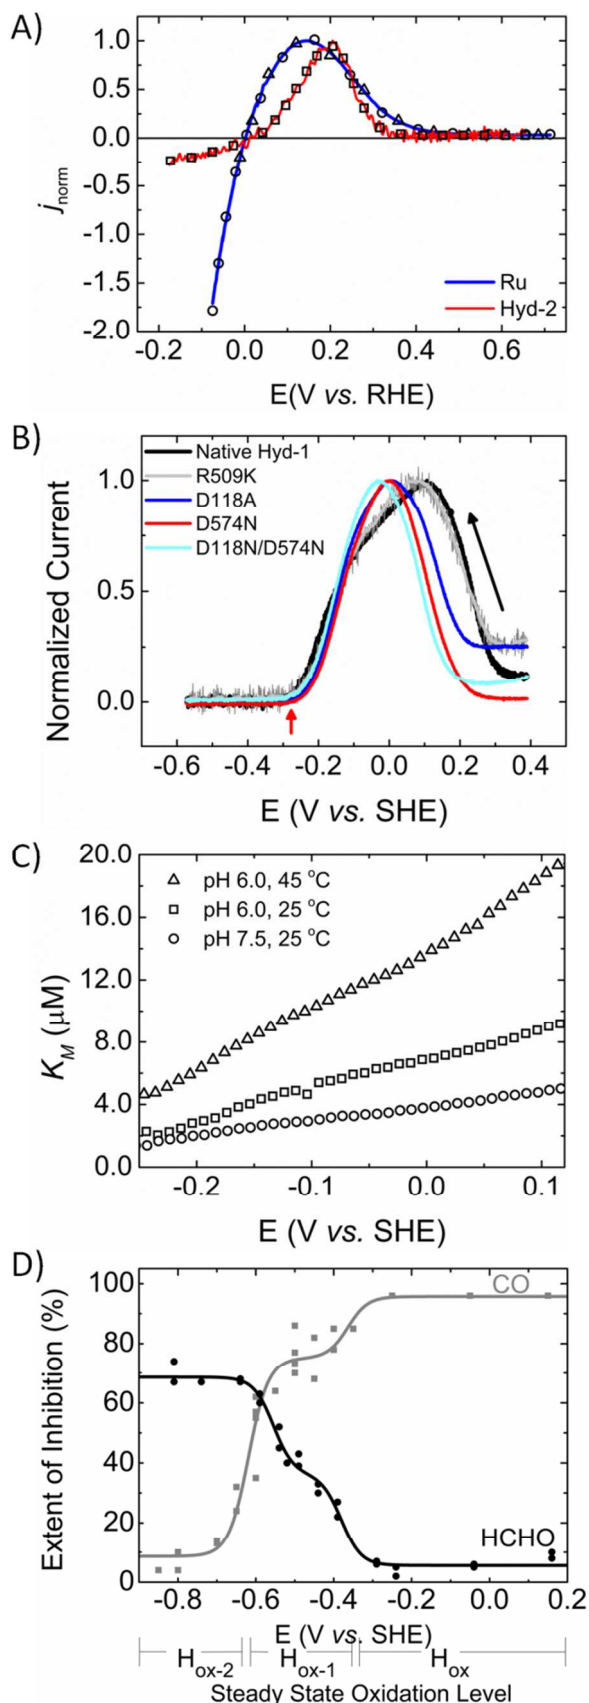 A)
1.0
0.5
0.0
-0.5
-1.0
-1.5
-2.0
jnorm
Ru
Hyd-2
-0.2 0.0 0.2 0.4 0.6
E(V vs. RHE)
B)
Native Hyd-1
R509K
D118A
D574N
D118N/D574N
1.0
0.5
0.0
Normalized Current
-0.6 -0.4 -0.2 0.0 0.2 0.4
E (V vs. SHE)
C)
20.0
16.0
12.0
8.0
4.0
0.0
KM (μM)
pH 6.0, 45 °C
pH 6.0, 25 °C
pH 7.5, 25 °C
-0.2 -0.1 0.0 0.1
E (V vs. SHE)
D)
100
80
60
40
20
0
Extent of Inhibition (%)
CO
HCHO
-0.8 -0.6 -0.4 -0.2 0.0 0.2
E (V vs. SHE)
Hox-2 Hox-1 Hox
Steady State Oxidation Level